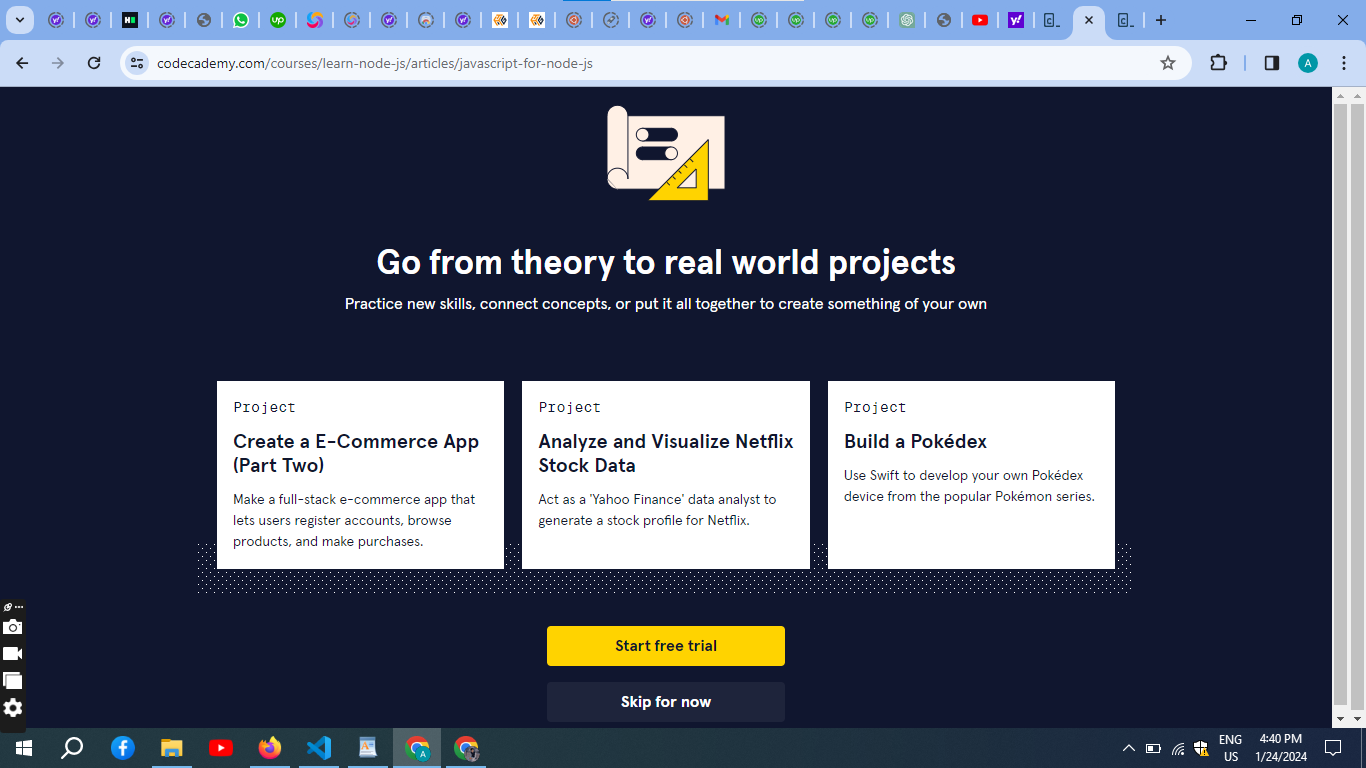 codecademy.com/courses/learn-node-js/articles/javascript-for-node-js
A
Go from theory to real world projects
Practice new skills, connect concepts, or put it all together to create something of your own
Project
Create a E-Commerce App
(Part Two)
Make a full-stack e-commerce app that
lets users register accounts, browse
products, and make purchases.
Project
Analyze and Visualize Netflix
Stock Data
Act as a 'Yahoo Finance' data analyst to
generate a stock profile for Netflix.
Project
Build a Pokédex
Use Swift to develop your own Pokédex
device from the popular Pokémon series.
Start free trial
Skip for now
ENG
US
4:40 PM
1/24/2024